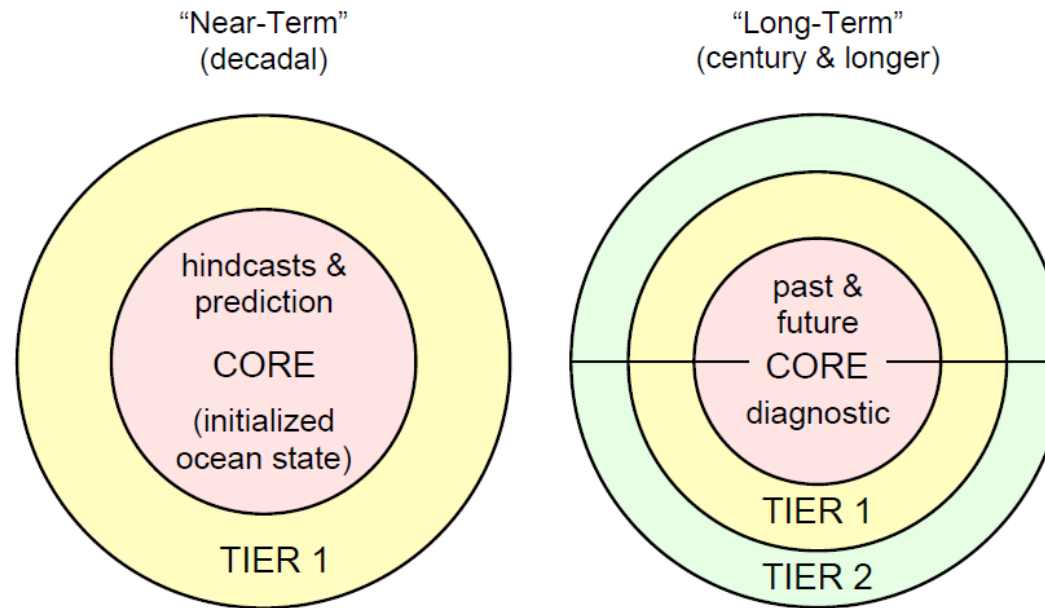 “Near-Term”
(decadal)
hindcasts &
prediction
CORE
(initialized
ocean state)
TIER 1
“Long-Term”
(century & longer)
past &
future
CORE
diagnostic
TIER 1
TIER 2